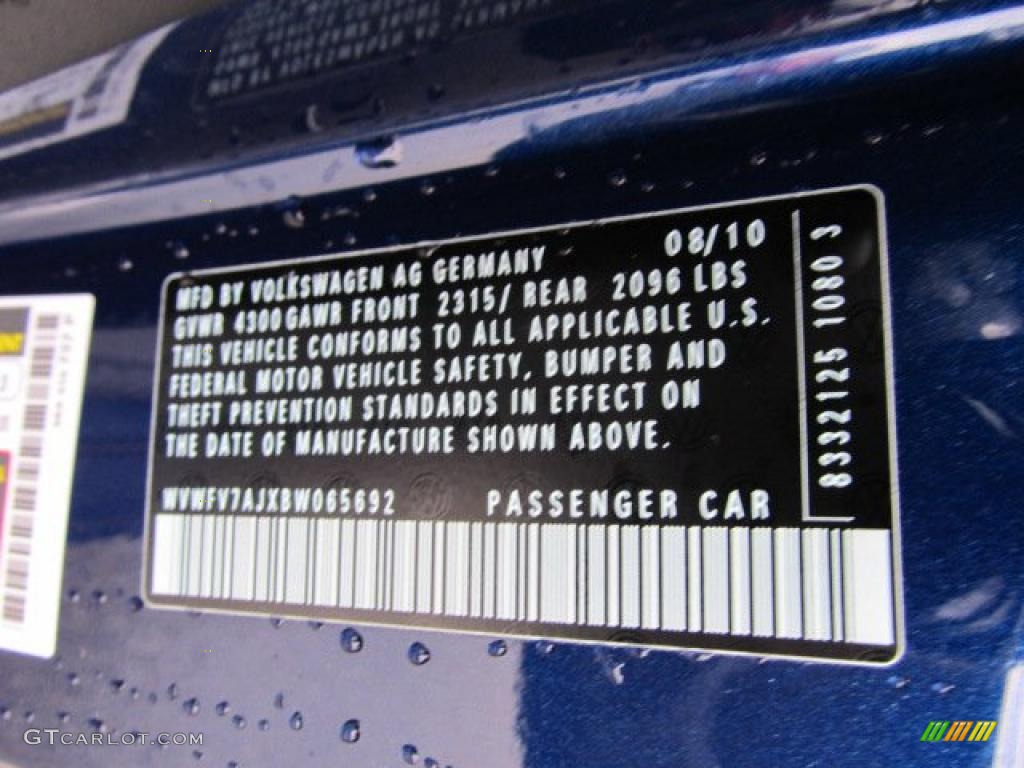 MFD BY VOLKSWAGEN AG GERMANY 08/10
GVWR 4300GAWR FRONT 2315/ REAR 2096 LBS
THIS VEHICLE CONFORMS TO ALL APPLICABLE U.S.
FEDERAL MOTOR VEHICLE SAFETY, BUMPER AND
THEFT PREVENTION STANDARDS IN EFFECT ON
THE DATE OF MANUFACTURE SHOWN ABOVE.
WVWFV7AJXBW065692 PASSENGER CAR
8332125 1080 3
GTCARLOT.COM